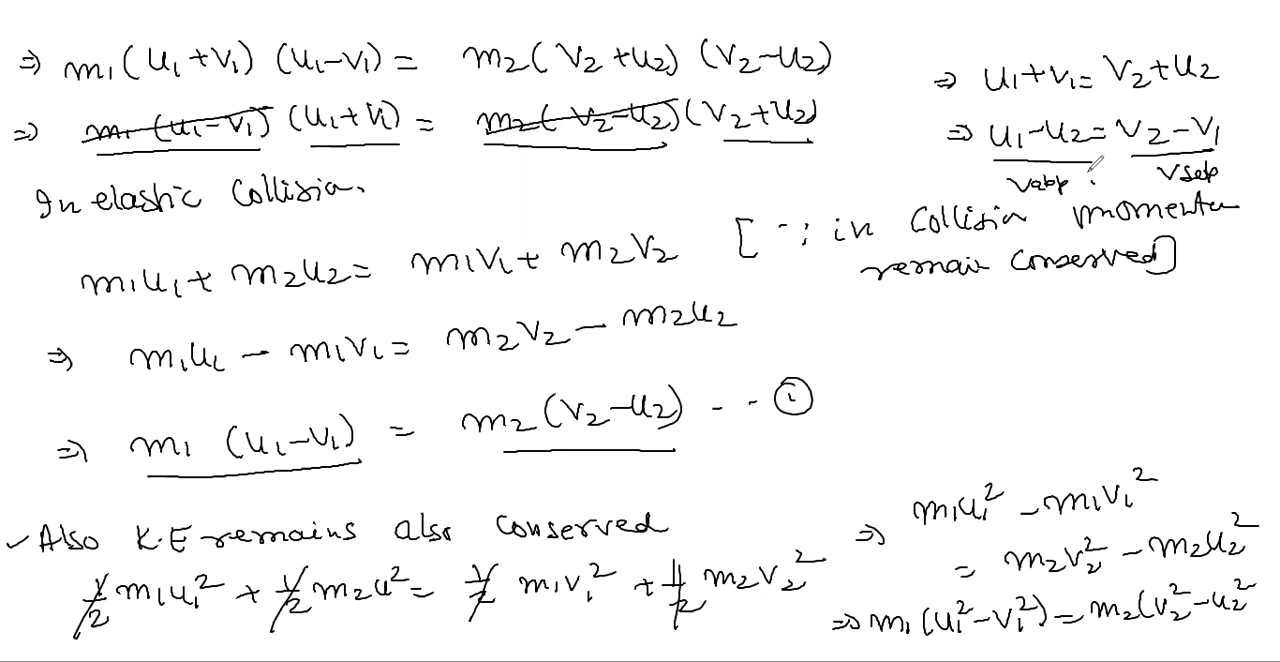 ⇒ m₁(u₁+v₁) (u₁-v₁) = m₂(v₂+u₂) (v₂-u₂)
⇒ m₁(u₁-v₁) (u₁+v₁) = m₂(v₂-u₂)(v₂+u₂)
⇒ u₁+v₁ = v₂+u₂
⇒ u₁-u₂ = v₂-v₁
Vapp. Vsep
In elastic collision.
m₁u₁ + m₂u₂ = m₁v₁ + m₂v₂ [∵ in collision momentum
remain conserved]
⇒ m₁u₁ - m₁v₁ = m₂v₂ - m₂u₂
⇒ m₁ (u₁-v₁) = m₂ (v₂-u₂) - - ①
✓ Also K.E remains also conserved
½ m₁u₁² + ½ m₂u² = ½ m₁v₁² + ½ m₂v₂²
⇒ m₁u₁² - m₁v₁²
= m₂v₂² - m₂u₂²
⇒ m₁(u₁²-v₁²) = m₂(v₂²-u₂²